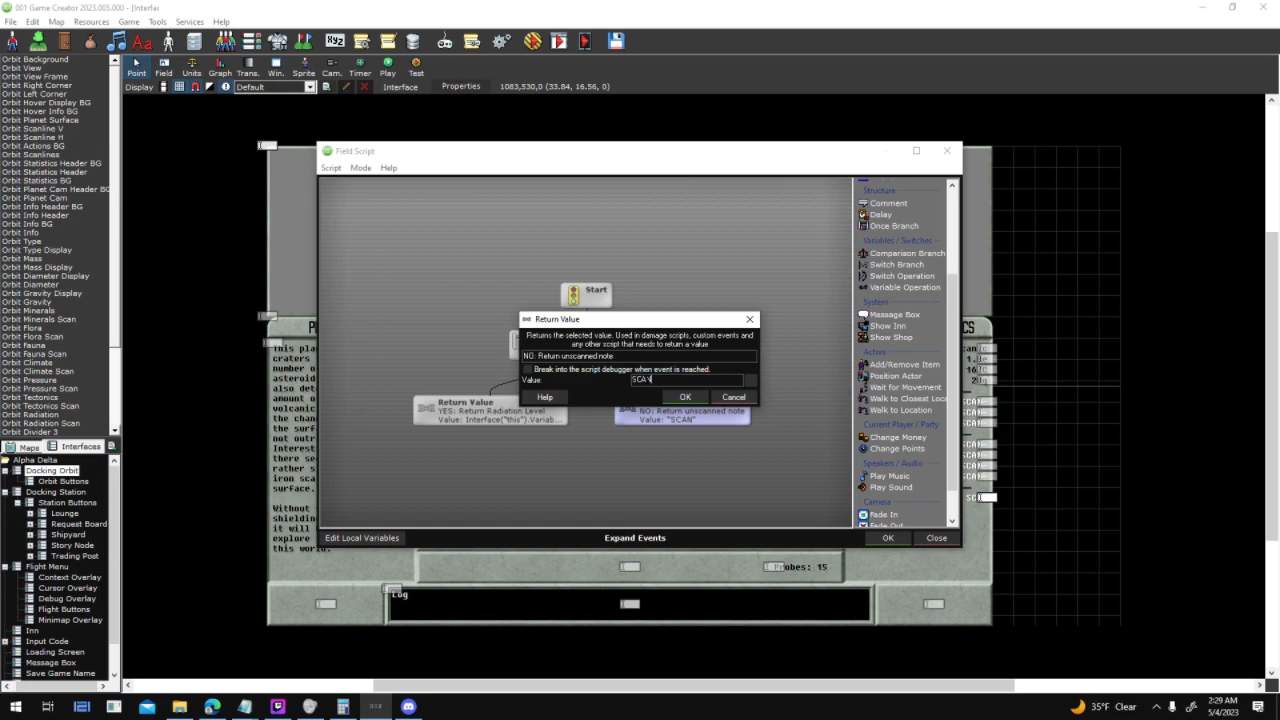 001 Game Creator 2023.005.000 - [Interfac
File Edit Map Resources Game Tools Services Help
Point Field Units Graph Trans. Win. Sprite Cam. Timer Play Test
Display Default Interface Properties 1083,530,0 (33.84, 16.56, 0)
Orbit Background
Orbit View
Orbit View Frame
Orbit Right Corner
Orbit Left Corner
Orbit Hover Display BG
Orbit Hover Info BG
Orbit Planet Surface
Orbit Scanline V
Orbit Scanline H
Orbit Actions BG
Orbit Scanlines
Orbit Statistics Header BG
Orbit Statistics Header
Orbit Statistics BG
Orbit Planet Cam Header BG
Orbit Planet Cam
Orbit Info Header BG
Orbit Info Header
Orbit Info BG
Orbit Info
Orbit Type
Orbit Type Display
Orbit Mass
Orbit Mass Display
Orbit Diameter Display
Orbit Diameter
Orbit Gravity Display
Orbit Gravity
Orbit Minerals
Orbit Minerals Scan
Orbit Flora
Orbit Flora Scan
Orbit Fauna
Orbit Fauna Scan
Orbit Climate
Orbit Pressure
Orbit Pressure Scan
Orbit Tectonics
Orbit Tectonics Scan
Orbit Radiation
Orbit Radiation Scan
Orbit Divider 3
Maps Interfaces
Alpha Delta
Docking Orbit
Orbit Buttons
Docking Station
Station Buttons
Lounge
Request Board
Shipyard
Story Node
Trading Post
Flight Menu
Context Overlay
Cursor Overlay
Debug Overlay
Flight Buttons
Minimap Overlay
Inn
Input Code
Loading Screen
Message Box
Save Game Name
This pla
craters
number o
asteroid
also det
amount o
volcanic
the chan
the surf
not outr
Interest
there se
rather s
iron sca
surface.
Without
shieldin
it will
explore
this world.
Field Script
Script Mode Help
Start
Return Value
YES: Return Radiation Level
Value: Interface("this").Variab...
NO: Return unscanned note
Value: "SCAN"
Return Value
Returns the selected value. Used in damage scripts, custom events and
any other script that needs to return a value
NO: Return unscanned note
Break into the script debugger when event is reached.
Value: SCA
Help OK Cancel
Structure
Comment
Delay
Once Branch
Variables / Switches
Comparison Branch
Switch Branch
Switch Operation
Variable Operation
System
Message Box
Show Inn
Show Shop
Actors
Add/Remove Item
Position Actor
Wait for Movement
Walk to Closest Loc
Walk to Location
Current Player / Party
Change Money
Change Points
Speakers / Audio
Play Music
Play Sound
Camera
Fade In
Fade Out
Edit Local Variables Expand Events OK Close
Probes: 15
Log
35°F Clear
2:29 AM
5/4/2023